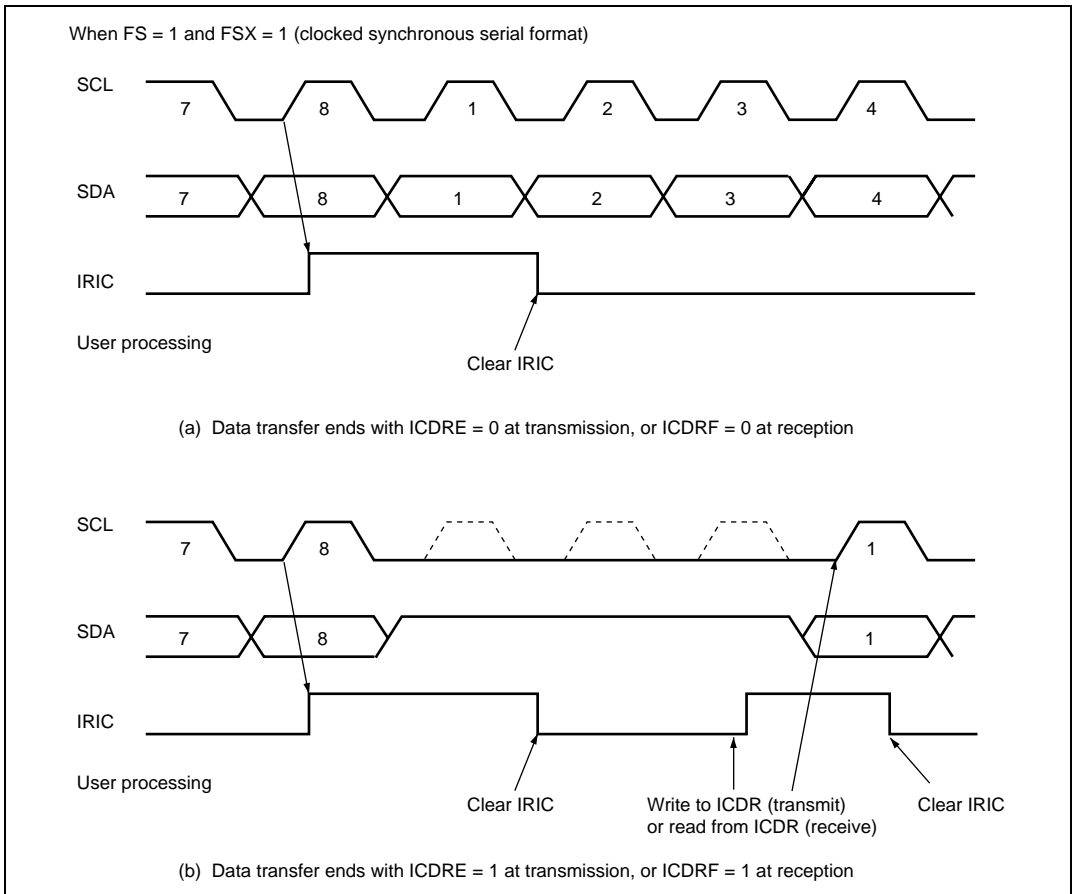 When FS = 1 and FSX = 1 (clocked synchronous serial format)
SCL
7 8 1 2 3 4
SDA
7 8 1 2 3 4
IRIC
User processing
Clear IRIC
(a) Data transfer ends with ICDRE = 0 at transmission, or ICDRF = 0 at reception
SCL
7 8 1
SDA
7 8 1
IRIC
User processing
Clear IRIC
Write to ICDR (transmit)
or read from ICDR (receive)
Clear IRIC
(b) Data transfer ends with ICDRE = 1 at transmission, or ICDRF = 1 at reception